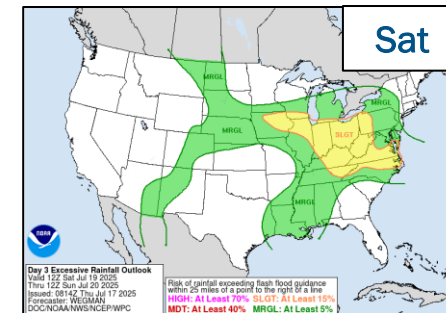 Sat
MRGL
MRGL
MRGL
SLGT
MRGL
NOAA
Day 3 Excessive Rainfall Outlook
Valid 12Z Sat Jul 19 2025
Thru 12Z Sun Jul 20 2025
Issued: 0814Z Thu Jul 17 2025
Forecaster: WEGMAN
DOC/NOAA/NWS/NCEP/WPC
Risk of rainfall exceeding flash flood guidance
within 25 miles of a point to the right of a line
HIGH: At Least 70% SLGT: At Least 15%
MDT: At Least 40% MRGL: At Least 5%